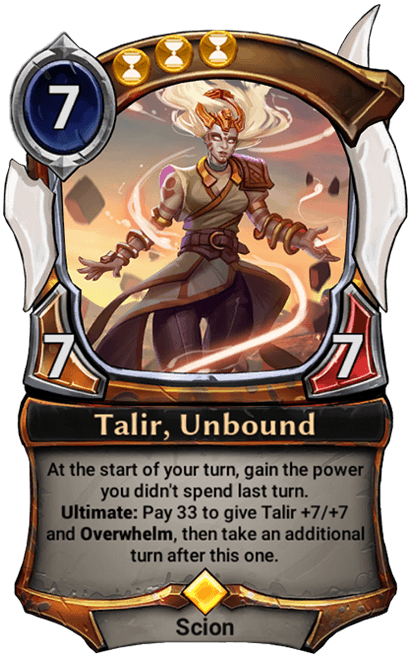 7
7
7
Talir, Unbound
At the start of your turn, gain the power
you didn't spend last turn.
Ultimate: Pay 33 to give Talir +7/+7
and Overwhelm, then take an additional
turn after this one.
Scion